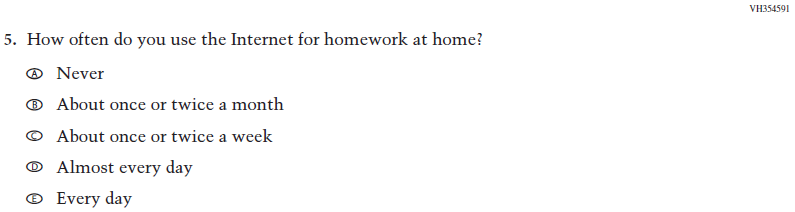 VH354591
5. How often do you use the Internet for homework at home?
A Never
B About once or twice a month
C About once or twice a week
D Almost every day
E Every day